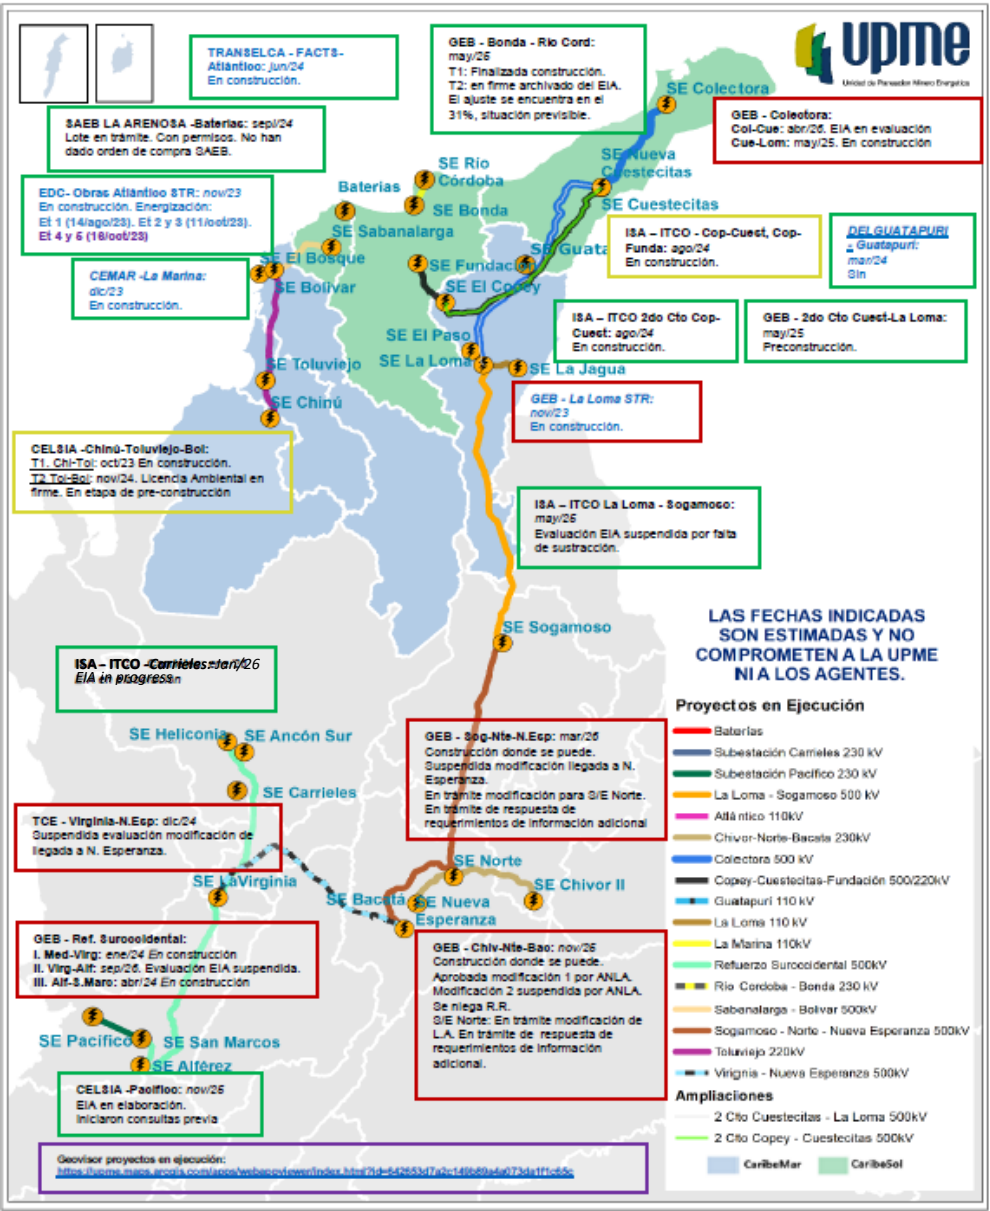 upme
Unidad de Planeación Minero Energética
TRANSELCA - FACTS-
Atlántico: jun/24
En construcción.
GEB - Bonda - Río Cord:
may/25
T1: Finalizada construcción.
T2: en firme archivado del EIA.
El ajuste se encuentra en el
31%, situación previsible.
SE Colectora
GEB - Colectora:
Col-Cue: abr/26. EIA en evaluación
Cue-Lom: may/25. En construcción
SAEB LA ARENOSA -Baterías: sept/24
Lote en trámite. Con permisos. No han
dado orden de compra SAEB.
SE Nueva
Cuestecitas
SE Río
Córdoba
Baterías
EDC- Obras Atlántico STR: nov/23
En construcción. Energización:
Et 1 (14/ago/23). Et 2 y 3 (11/oct/23).
Et 4 y 5 (16/oct/23)
SE Bonda
SE Cuestecitas
SE Sabanalarga
ISA – ITCO - Cop-Cuest, Cop-
Funda: ago/24
En construcción.
DELGUATAPURI
- Guatapurí:
mar/24
Sin
SE Guata
SE El Bosque
SE Fundación
CEMAR -La Marina:
dic/23
En construcción.
SE Bolívar
SE El Copey
ISA – ITCO 2do Cto Cop-
Cuest: ago/24
En construcción.
GEB - 2do Cto Cuest-La Loma:
may/25
Preconstrucción.
SE El Paso
SE La Loma
SE Toluviejo
SE La Jagua
GEB - La Loma STR:
nov/23
En construcción.
SE Chinú
CELSIA -Chinú-Toluviejo-Bol:
T1. Chi-Tol: oct/23 En construcción.
T2 Tol-Bol: nov/24. Licencia Ambiental en
firme. En etapa de pre-construcción
ISA – ITCO La Loma - Sogamoso:
may/26
Evaluación EIA suspendida por falta
de sustracción.
SE Sogamoso
LAS FECHAS INDICADAS
SON ESTIMADAS Y NO
COMPROMETEN A LA UPME
NI A LOS AGENTES.
ISA – ITCO -Carrieles: /26
EIA in progress
SE Heliconia
SE Ancón Sur
SE Carrieles
GEB - Sog-Nte-N.Esp: mar/26
Construcción donde se puede.
Suspendida modificación llegada a N.
Esperanza.
En trámite modificación para S/E Norte.
En trámite de respuesta de
requerimientos de información adicional
TCE - Virginia-N.Esp: dic/24
Suspendida evaluación modificación de
llegada a N. Esperanza.
SE LaVirginia
SE Norte
SE Chivor II
SE Bacatá
SE Nueva
Esperanza
GEB - Ref. Suroccidental:
I. Med-Virg: ene/24 En construcción
II. Virg-Alf: sep/26. Evaluación EIA suspendida.
III. Alf-S.Marc: abr/24 En construcción
GEB - Chiv-Nte-Bac: nov/25
Construcción donde se puede.
Aprobada modificación 1 por ANLA.
Modificación 2 suspendida por ANLA.
Se niega R.R.
S/E Norte: En trámite modificación de
L.A. En trámite de respuesta de
requerimientos de información
adicional.
SE Pacífico
SE San Marcos
SE Alférez
CELSIA -Pacífico: nov/25
EIA en elaboración.
Iniciaron consultas previa
Geovisor proyectos en ejecución:
Proyectos en Ejecución
Baterías
Subestación Carrieles 230 kV
Subestación Pacífico 230 kV
La Loma - Sogamoso 500 kV
Atlántico 110kV
Chivor-Norte-Bacata 230kV
Colectora 500 kV
Copey-Cuestecitas-Fundación 500/220kV
Guatapurí 110 kV
La Loma 110 kV
La Marina 110kV
Refuerzo Suroccidental 500kV
Río Cordoba - Bonda 230 kV
Sabanalarga - Bolívar 500kV
Sogamoso - Norte - Nueva Esperanza 500kV
Toluviejo 220kV
Virignia - Nueva Esperanza 500kV
Ampliaciones
2 Cto Cuestecitas - La Loma 500kV
2 Cto Copey - Cuestecitas 500kV
CaribeMar
CaribeSol